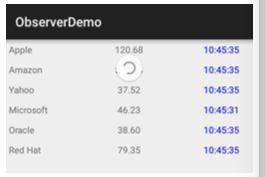 ObserverDemo
Apple 120.68 10:45:35
Amazon 10:45:35
Yahoo 37.52 10:45:35
Microsoft 46.23 10:45:31
Oracle 38.60 10:45:35
Red Hat 79.35 10:45:35